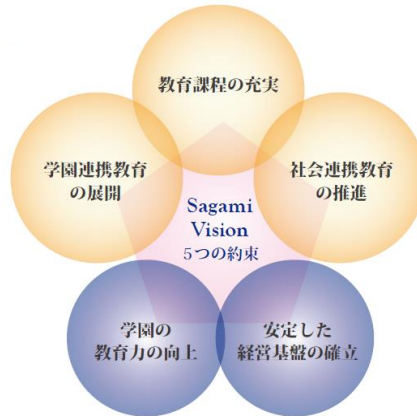 教育課程の充実
学園連携教育
の展開
社会連携教育
の推進
Sagami
Vision
5つの約束
学園の
教育力の向上
安定した
経営基盤の確立